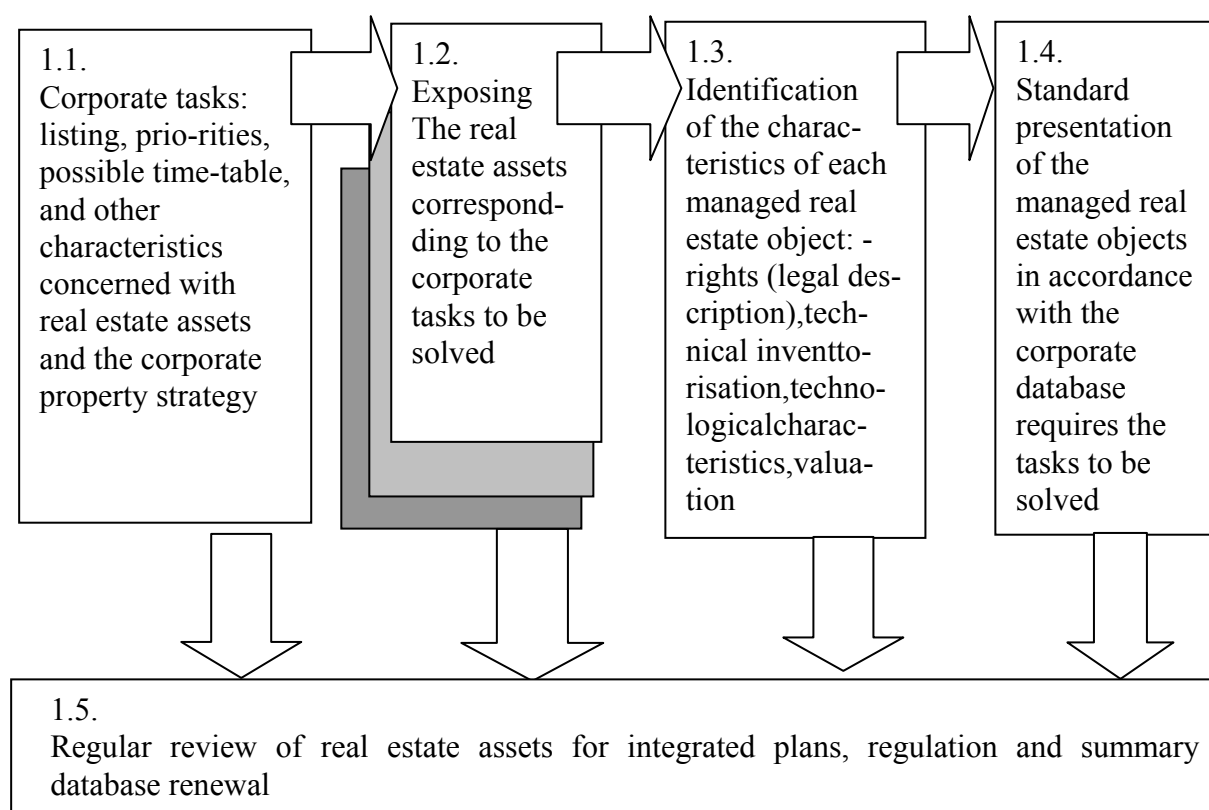 1.1.
Corporate tasks:
listing, prio-rities,
possible time-table,
and other
characteristics
concerned with
real estate assets
and the corporate
property strategy
1.2.
Exposing
The real
estate assets
correspond-
ding to the
corporate
tasks to be
solved
1.3.
Identification
of the charac-
teristics of each
managed real
estate object: -
rights (legal des-
cription),tech-
nical inventto-
risation,techno-
logicalcharac-
teristics,valua-
tion
1.4.
Standard
presentation
of the
managed real
estate objects
in accordance
with the
corporate
database
requires the
tasks to be
solved
1.5.
Regular review of real estate assets for integrated plans, regulation and summary
database renewal